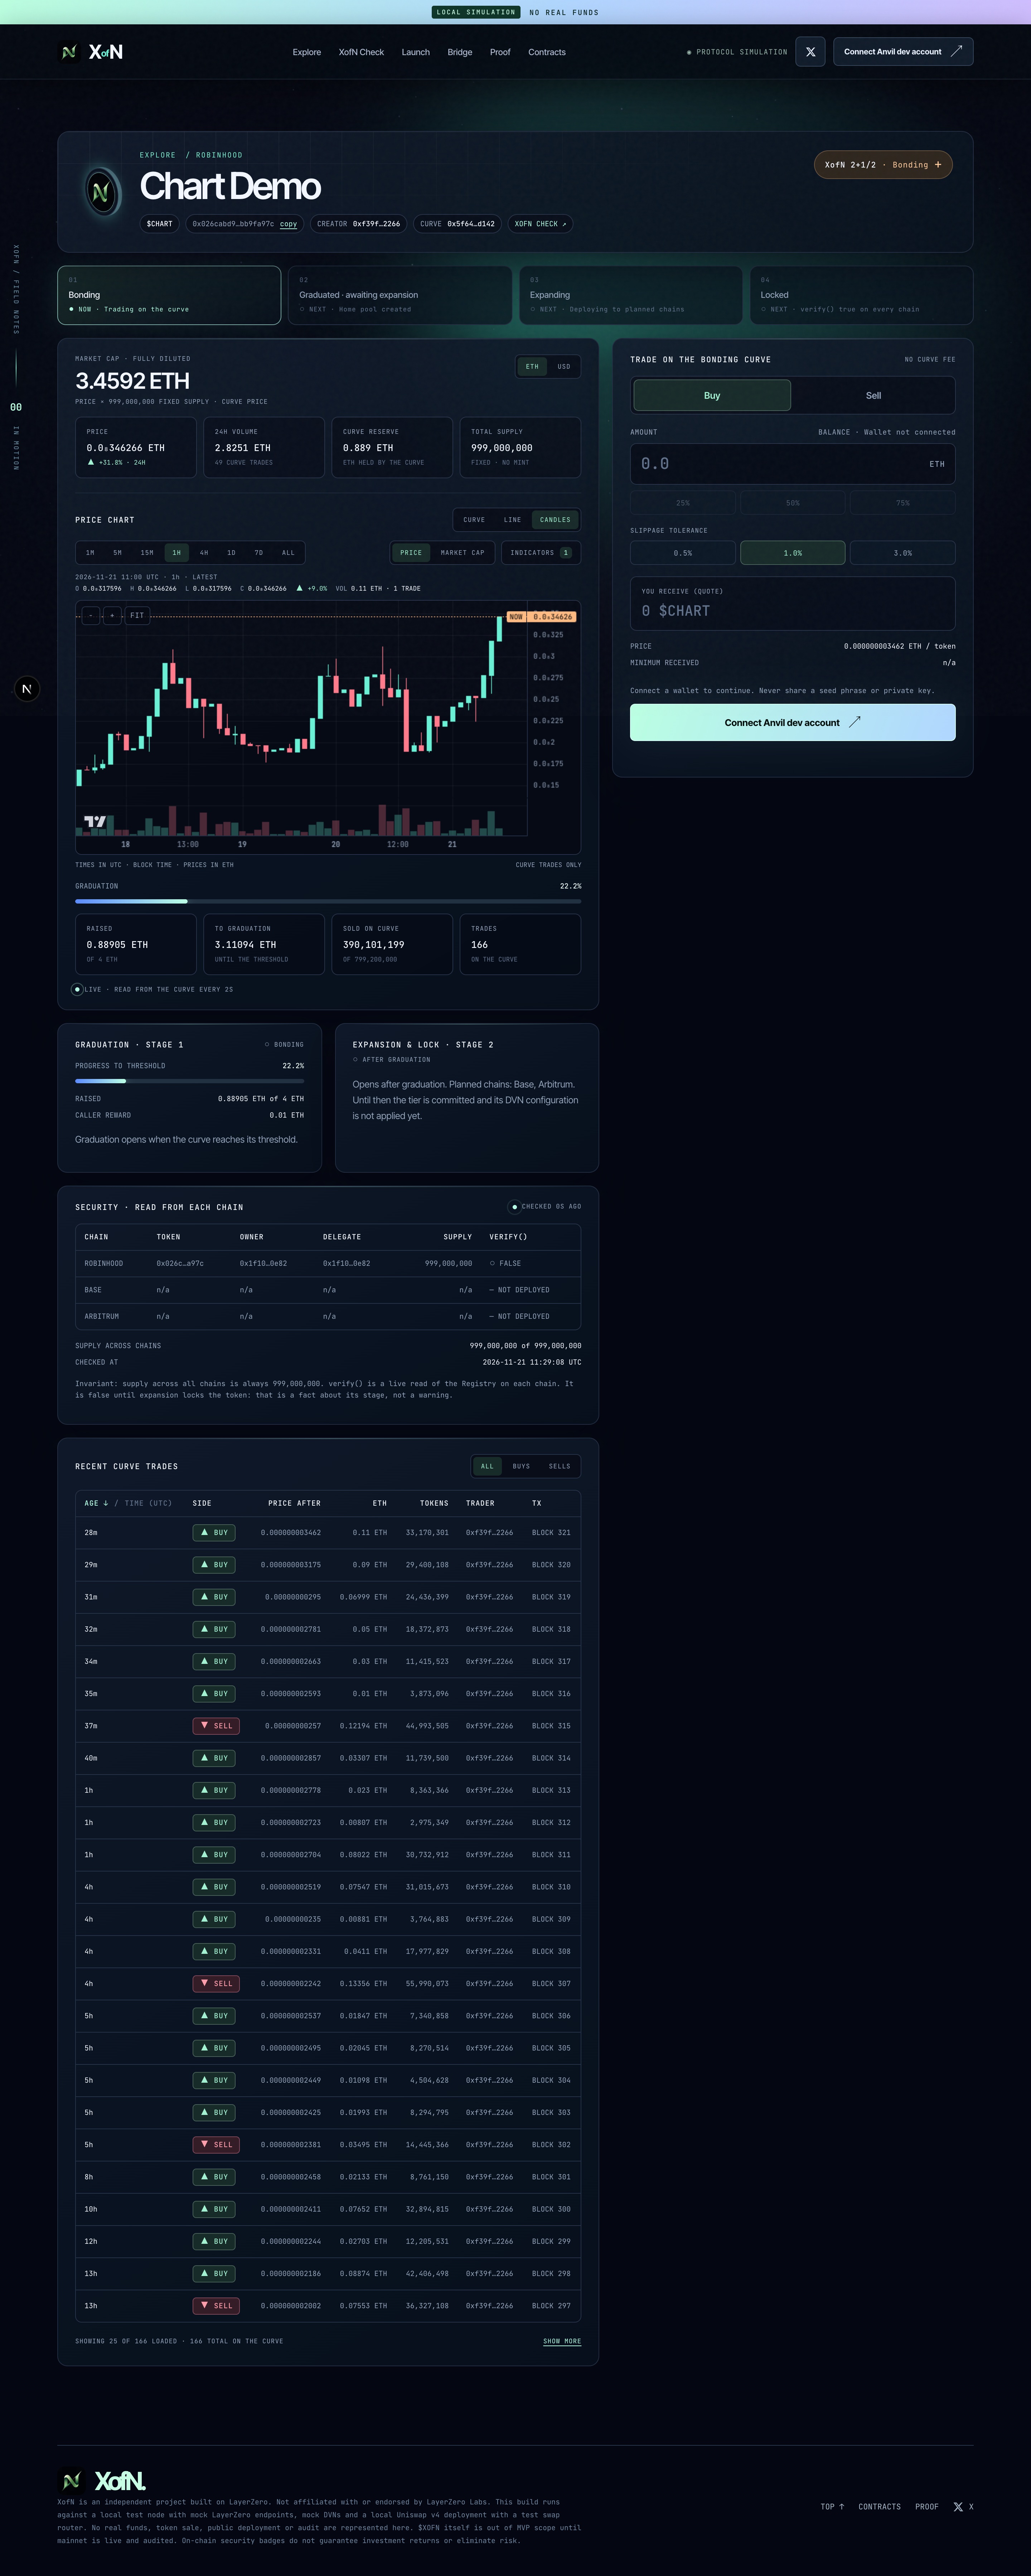 LOCAL SIMULATION NO REAL FUNDS
XofN
Explore XofN Check Launch Bridge Proof Contracts
PROTOCOL SIMULATION
Connect Anvil dev account
XOFN / FIELD NOTES
00
IN MOTION
EXPLORE / ROBINHOOD
Chart Demo
$CHART 0x026cabd9…bb9fa97c copy CREATOR 0xf39f…2266 CURVE 0x5f64…d142 XOFN CHECK ↗
XofN 2+1/2 · Bonding +
01
Bonding
● NOW · Trading on the curve
02
Graduated · awaiting expansion
○ NEXT · Home pool created
03
Expanding
○ NEXT · Deploying to planned chains
04
Locked
○ NEXT · verify() true on every chain
MARKET CAP · FULLY DILUTED
3.4592 ETH
PRICE × 999,000,000 FIXED SUPPLY · CURVE PRICE
ETH USD
PRICE
0.0₈346266 ETH
▲ +31.8% · 24H
24H VOLUME
2.8251 ETH
49 CURVE TRADES
CURVE RESERVE
0.889 ETH
ETH HELD BY THE CURVE
TOTAL SUPPLY
999,000,000
FIXED · NO MINT
PRICE CHART
CURVE LINE CANDLES
1M 5M 15M 1H 4H 1D 7D ALL
PRICE MARKET CAP INDICATORS 1
2026-11-21 11:00 UTC · 1h · LATEST
O 0.0₈317596 H 0.0₈346266 L 0.0₈317596 C 0.0₈346266 ▲ +9.0% VOL 0.11 ETH · 1 TRADE
- + FIT
NOW 0.0₈34626
0.0₈325
0.0₈3
0.0₈275
0.0₈25
0.0₈225
0.0₈2
0.0₈175
0.0₈15
18 13:00 19 20 12:00 21
TIMES IN UTC · BLOCK TIME · PRICES IN ETH CURVE TRADES ONLY
GRADUATION 22.2%
RAISED
0.88905 ETH
OF 4 ETH
TO GRADUATION
3.11094 ETH
UNTIL THE THRESHOLD
SOLD ON CURVE
390,101,199
OF 799,200,000
TRADES
166
ON THE CURVE
LIVE · READ FROM THE CURVE EVERY 2S
TRADE ON THE BONDING CURVE NO CURVE FEE
Buy Sell
AMOUNT BALANCE · Wallet not connected
0.0 ETH
25% 50% 75%
SLIPPAGE TOLERANCE
0.5% 1.0% 3.0%
YOU RECEIVE (QUOTE)
0 $CHART
PRICE 0.000000003462 ETH / token
MINIMUM RECEIVED n/a
Connect a wallet to continue. Never share a seed phrase or private key.
Connect Anvil dev account
GRADUATION · STAGE 1 ○ BONDING
PROGRESS TO THRESHOLD 22.2%
RAISED 0.88905 ETH of 4 ETH
CALLER REWARD 0.01 ETH
Graduation opens when the curve reaches its threshold.
EXPANSION & LOCK · STAGE 2
○ AFTER GRADUATION
Opens after graduation. Planned chains: Base, Arbitrum.
Until then the tier is committed and its DVN configuration
is not applied yet.
SECURITY · READ FROM EACH CHAIN CHECKED 0S AGO
CHAIN TOKEN OWNER DELEGATE SUPPLY VERIFY()
ROBINHOOD 0x026c…a97c 0x1f10…0e82 0x1f10…0e82 999,000,000 ○ FALSE
BASE n/a n/a n/a n/a — NOT DEPLOYED
ARBITRUM n/a n/a n/a n/a — NOT DEPLOYED
SUPPLY ACROSS CHAINS 999,000,000 of 999,000,000
CHECKED AT 2026-11-21 11:29:08 UTC
Invariant: supply across all chains is always 999,000,000. verify() is a live read of the Registry on each chain. It
is false until expansion locks the token: that is a fact about its stage, not a warning.
RECENT CURVE TRADES ALL BUYS SELLS
AGE ↓ / TIME (UTC) SIDE PRICE AFTER ETH TOKENS TRADER TX
28m ▲ BUY 0.000000003462 0.11 ETH 33,170,301 0xf39f…2266 BLOCK 321
29m ▲ BUY 0.000000003175 0.09 ETH 29,400,108 0xf39f…2266 BLOCK 320
31m ▲ BUY 0.00000000295 0.06999 ETH 24,436,399 0xf39f…2266 BLOCK 319
32m ▲ BUY 0.000000002781 0.05 ETH 18,372,873 0xf39f…2266 BLOCK 318
34m ▲ BUY 0.000000002663 0.03 ETH 11,415,523 0xf39f…2266 BLOCK 317
35m ▲ BUY 0.000000002593 0.01 ETH 3,873,096 0xf39f…2266 BLOCK 316
37m ▼ SELL 0.00000000257 0.12194 ETH 44,993,505 0xf39f…2266 BLOCK 315
40m ▲ BUY 0.000000002857 0.03307 ETH 11,739,500 0xf39f…2266 BLOCK 314
1h ▲ BUY 0.000000002778 0.023 ETH 8,363,366 0xf39f…2266 BLOCK 313
1h ▲ BUY 0.000000002723 0.00807 ETH 2,975,349 0xf39f…2266 BLOCK 312
1h ▲ BUY 0.000000002704 0.08022 ETH 30,732,912 0xf39f…2266 BLOCK 311
4h ▲ BUY 0.000000002519 0.07547 ETH 31,015,673 0xf39f…2266 BLOCK 310
4h ▲ BUY 0.00000000235 0.00881 ETH 3,764,883 0xf39f…2266 BLOCK 309
4h ▲ BUY 0.000000002331 0.0411 ETH 17,977,829 0xf39f…2266 BLOCK 308
4h ▼ SELL 0.000000002242 0.13356 ETH 55,990,073 0xf39f…2266 BLOCK 307
5h ▲ BUY 0.000000002537 0.01847 ETH 7,340,858 0xf39f…2266 BLOCK 306
5h ▲ BUY 0.000000002495 0.02045 ETH 8,270,514 0xf39f…2266 BLOCK 305
5h ▲ BUY 0.000000002449 0.01098 ETH 4,504,628 0xf39f…2266 BLOCK 304
5h ▲ BUY 0.000000002425 0.01993 ETH 8,294,795 0xf39f…2266 BLOCK 303
5h ▼ SELL 0.000000002381 0.03495 ETH 14,445,366 0xf39f…2266 BLOCK 302
8h ▲ BUY 0.000000002458 0.02133 ETH 8,761,150 0xf39f…2266 BLOCK 301
10h ▲ BUY 0.000000002411 0.07652 ETH 32,894,815 0xf39f…2266 BLOCK 300
12h ▲ BUY 0.000000002244 0.02703 ETH 12,205,531 0xf39f…2266 BLOCK 299
13h ▲ BUY 0.000000002186 0.08874 ETH 42,406,498 0xf39f…2266 BLOCK 298
13h ▼ SELL 0.000000002002 0.07553 ETH 36,327,108 0xf39f…2266 BLOCK 297
SHOWING 25 OF 166 LOADED · 166 TOTAL ON THE CURVE SHOW MORE
XofN.
XofN is an independent project built on LayerZero. Not affiliated with or endorsed by LayerZero Labs. This build runs
against a local test node with mock LayerZero endpoints, mock DVNs and a local Uniswap v4 deployment with a test swap
router. No real funds, token sale, public deployment or audit are represented here. $XOFN itself is out of MVP scope until
mainnet is live and audited. On-chain security badges do not guarantee investment returns or eliminate risk.
TOP ↑ CONTRACTS PROOF X